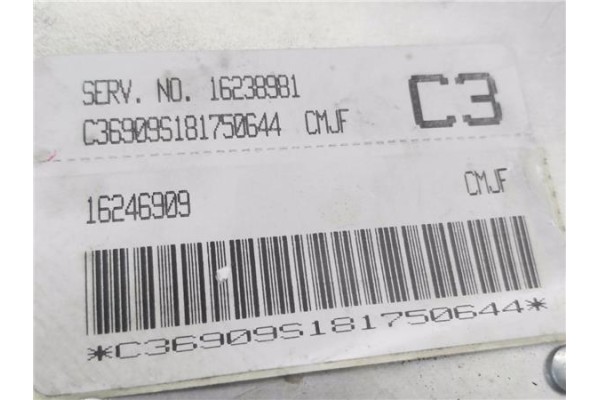 SERV. NO. 16238981
C36909S181750644 CMJF
C3
16246909
CMJF
*C36909S181750644*